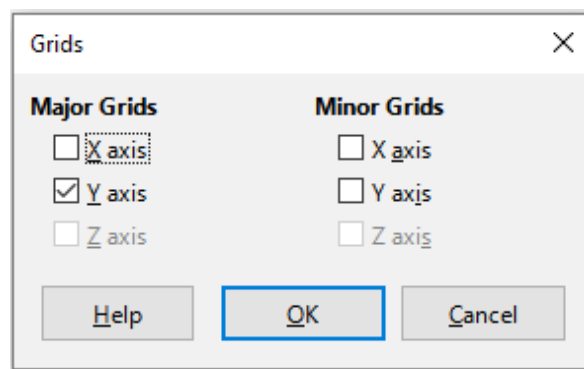 Grids
Major Grids
X axis
Y axis
Z axis
Minor Grids
X axis
Y axis
Z axis
Help
OK
Cancel